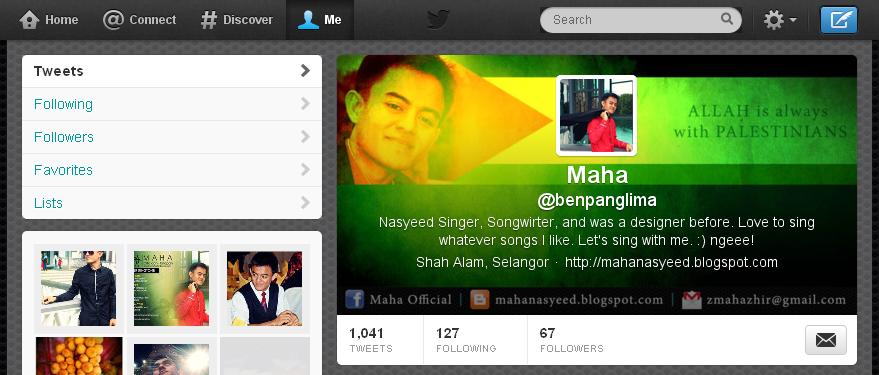 Home
Connect
Discover
Me
Search
Tweets
Following
Followers
Favorites
Lists
ALLAH is always
with PALESTINIANS
Maha
@benpanglima
Nasyeed Singer, Songwirter, and was a designer before. Love to sing
whatever songs I like. Let's sing with me. :) ngeee!
Shah Alam, Selangor · http://mahanasyeed.blogspot.com
Maha Official | mahanasyeed.blogspot.com | zmahazhir@gmail.com
1,041 127 67
TWEETS FOLLOWING FOLLOWERS
MAHA